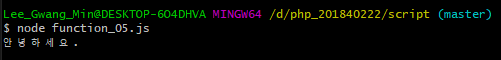 Lee_Gwang_Min@DESKTOP-6O4DHVA MINGW64 /d/php_201840222/script (master)
$ node function_05.js
안녕하세요.